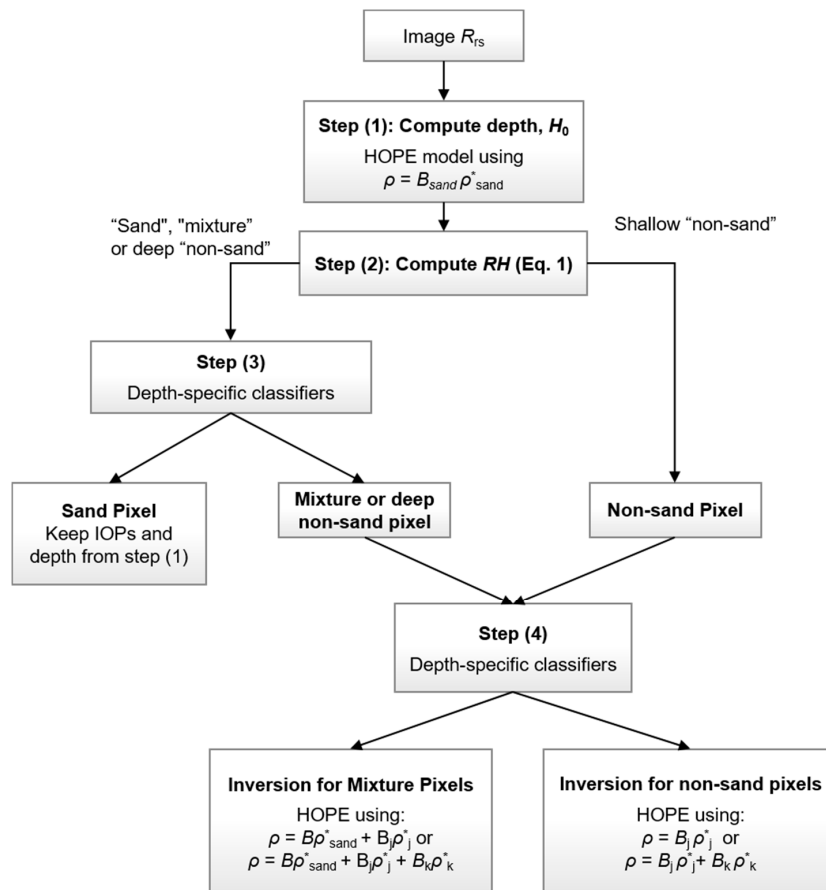 Image Rrs
Step (1): Compute depth, H0
HOPE model using
ρ = Bsand ρ*sand
“Sand", "mixture”
or deep “non-sand”
Shallow “non-sand”
Step (2): Compute RH (Eq. 1)
Step (3)
Depth-specific classifiers
Sand Pixel
Keep IOPs and
depth from step (1)
Mixture or deep
non-sand pixel
Non-sand Pixel
Step (4)
Depth-specific classifiers
Inversion for Mixture Pixels
HOPE using:
ρ = Bρ*sand + Bjρ*j or
ρ = Bρ*sand + Bjρ*j + Bkρ*k
Inversion for non-sand pixels
HOPE using:
ρ = Bj ρ*j or
ρ = Bj ρ*j + Bk ρ*k